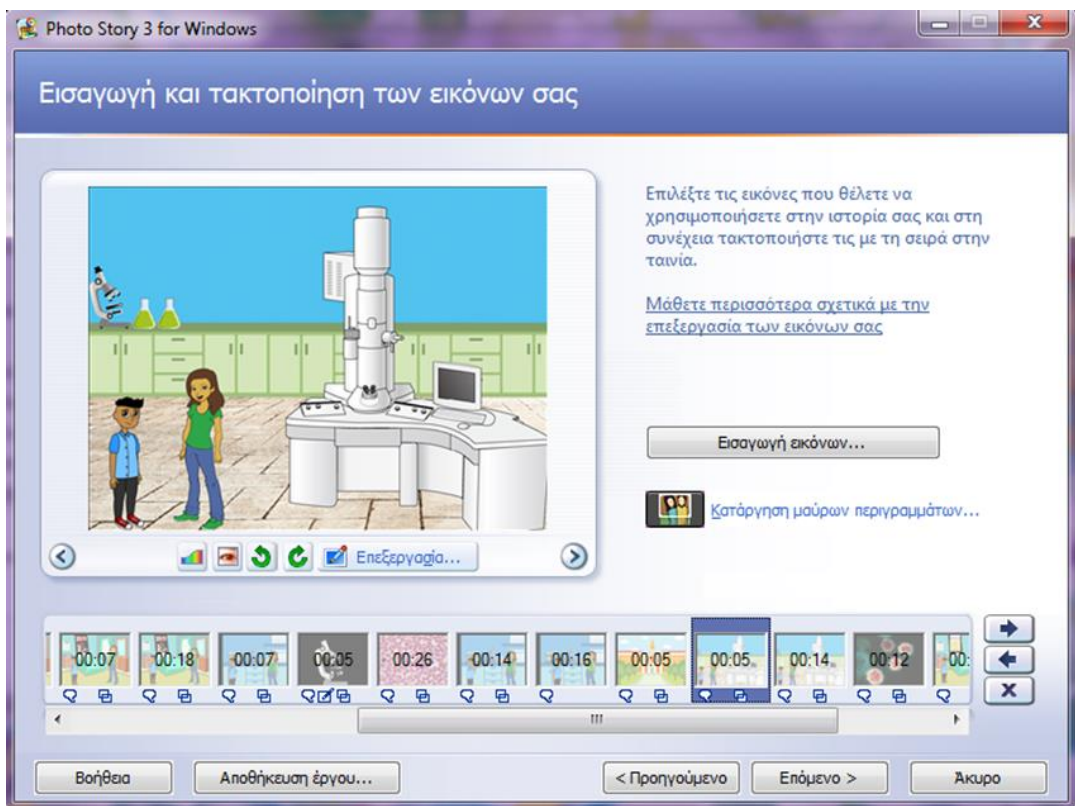 Photo Story 3 for Windows
Εισαγωγή και τακτοποίηση των εικόνων σας
Επιλέξτε τις εικόνες που θέλετε να
χρησιμοποιήσετε στην ιστορία σας και στη
συνέχεια τακτοποιήστε τις με τη σειρά στην
ταινία.
Μάθετε περισσότερα σχετικά με την
επεξεργασία των εικόνων σας
Εισαγωγή εικόνων...
Κατάργηση μαύρων περιγραμμάτων...
Επεξεργασία...
00:07 00:18 00:07 00:05 00:26 00:14 00:16 00:05 00:05 00:14 00:12 00:
Βοήθεια Αποθήκευση έργου... < Προηγούμενο Επόμενο > Άκυρο